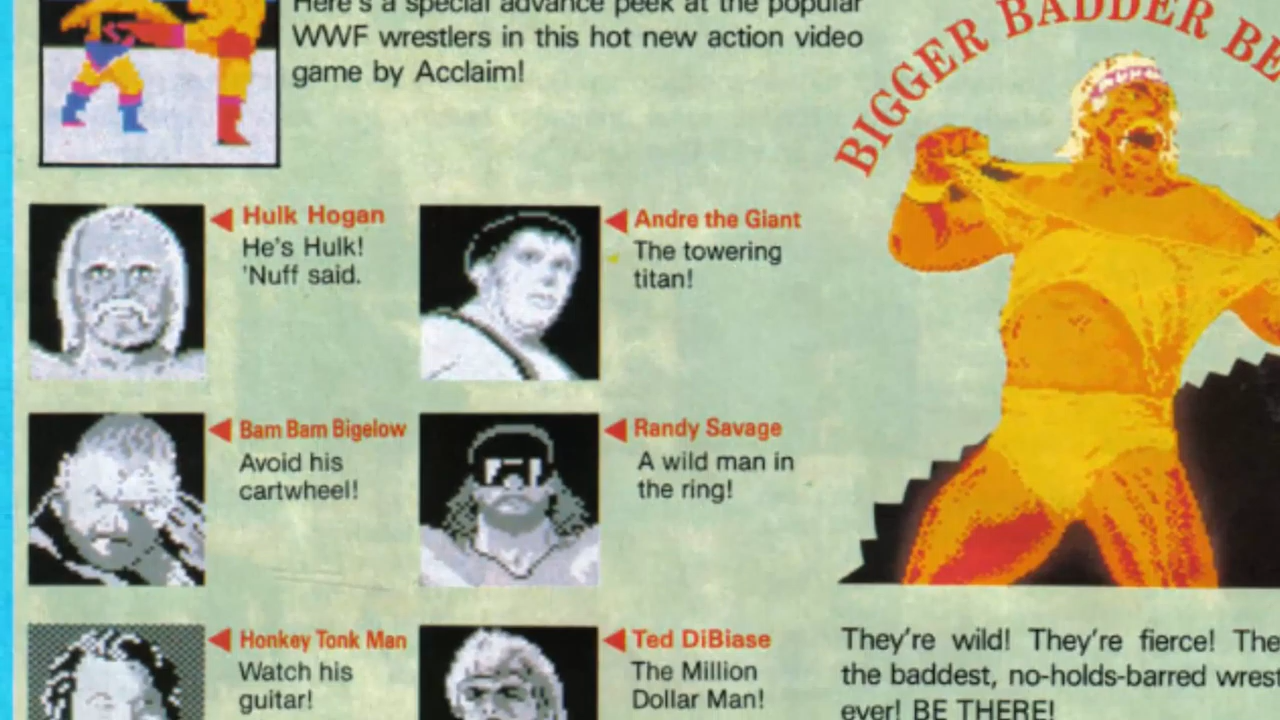 Here's a special advance peek at the popular
WWF wrestlers in this hot new action video
game by Acclaim!
BIGGER BADDER
Hulk Hogan
He's Hulk!
'Nuff said.
Andre the Giant
The towering
titan!
Bam Bam Bigelow
Avoid his
cartwheel!
Randy Savage
A wild man in
the ring!
Honkey Tonk Man
Watch his
guitar!
Ted DiBiase
The Million
Dollar Man!
They're wild! They're fierce!
the baddest, no-holds-barred
ever! BE THERE!